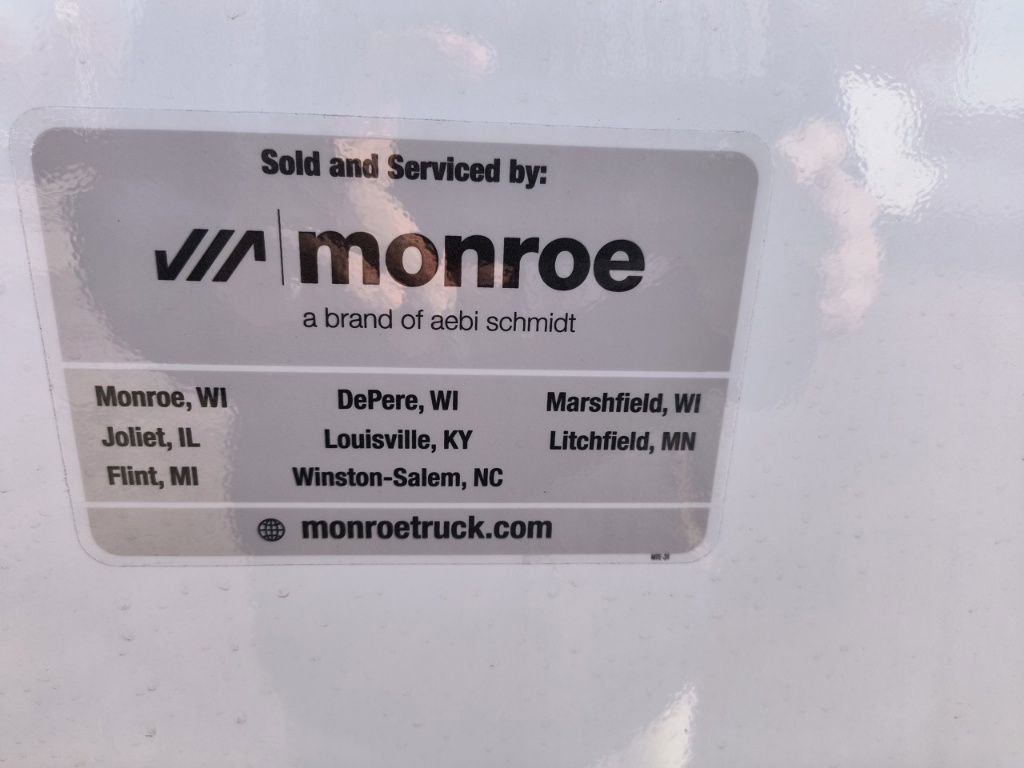 Sold and Serviced by:
monroe
a brand of aebi schmidt
Monroe, WI DePere, WI Marshfield, WI
Joliet, IL Louisville, KY Litchfield, MN
Flint, MI Winston-Salem, NC
monroetruck.com